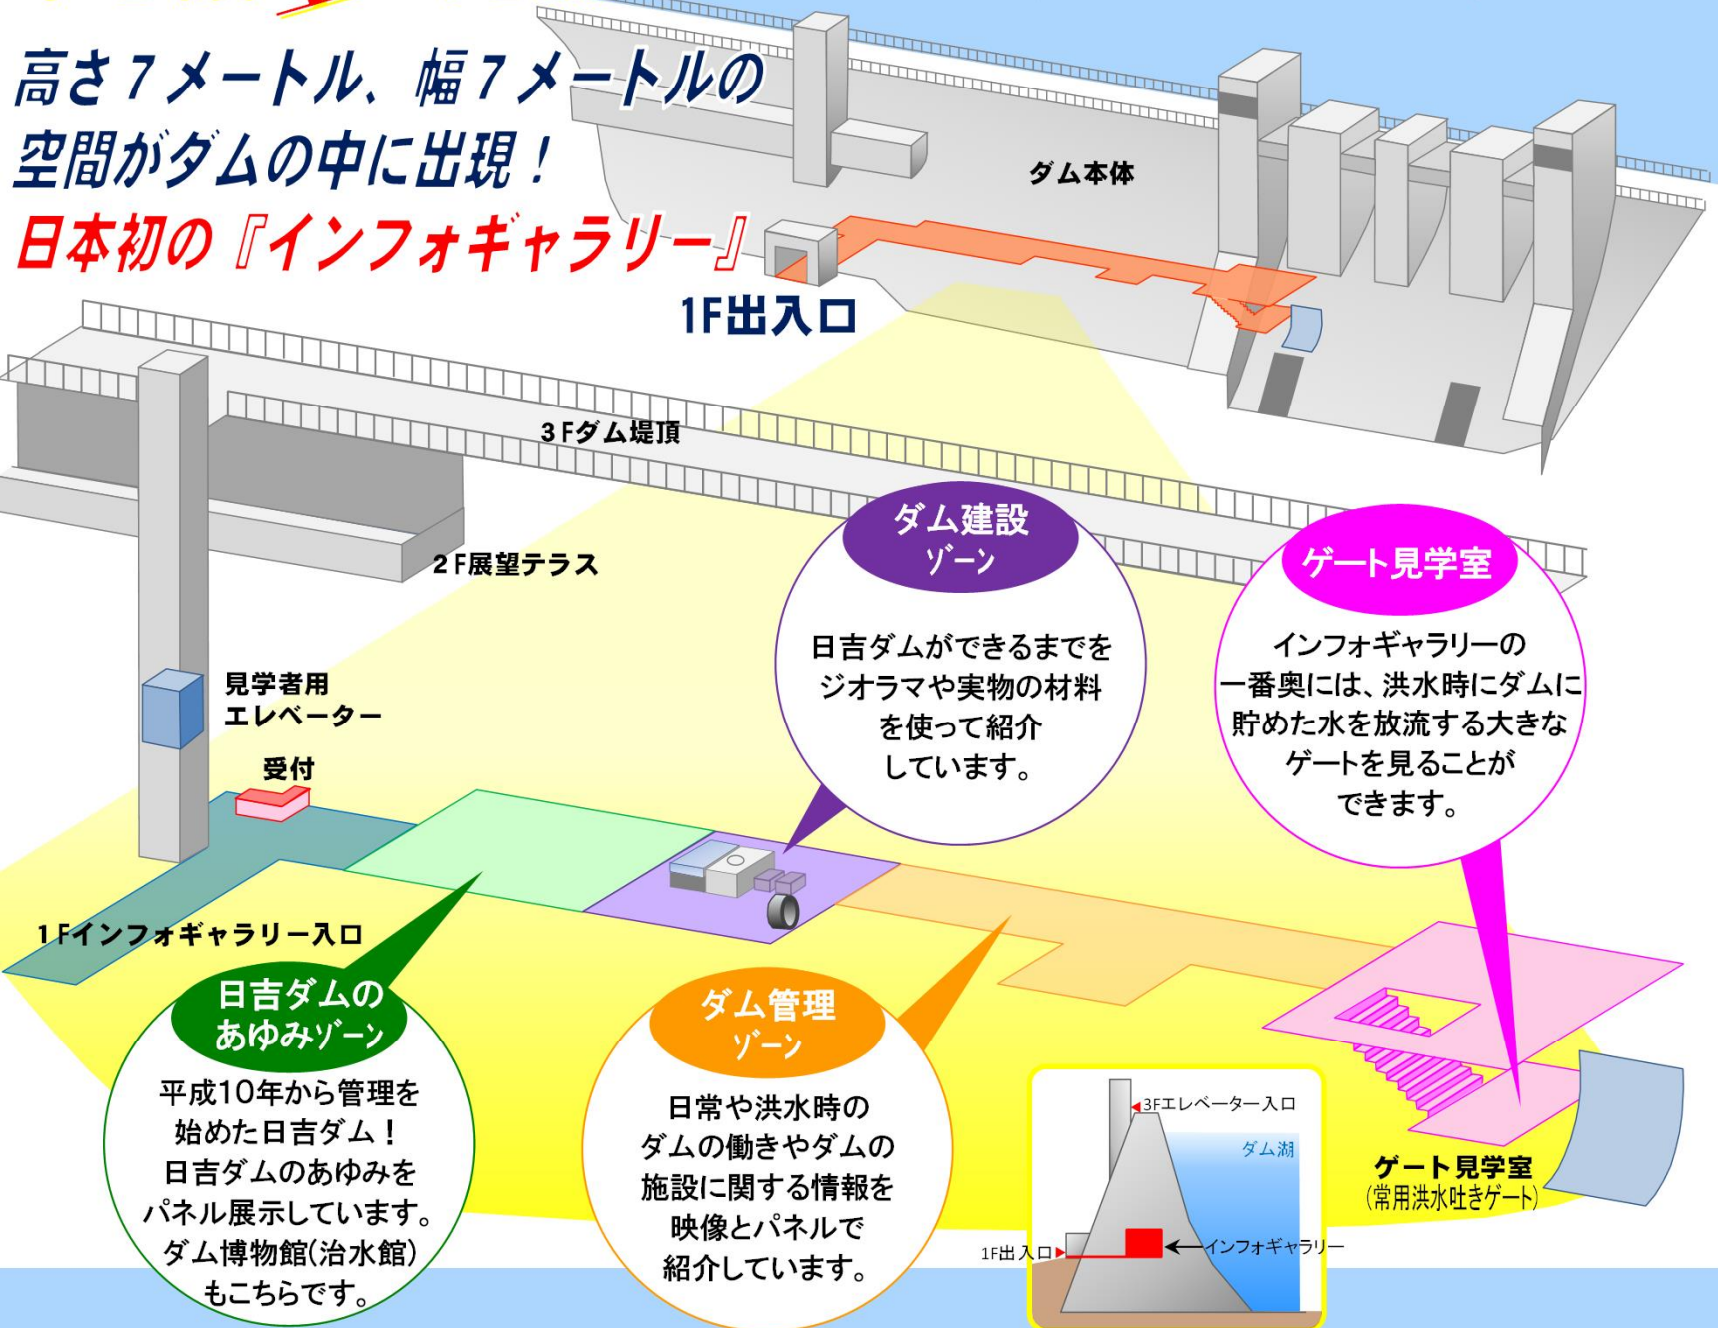 高さ７メートル、幅７メートルの
空間がダムの中に出現！
日本初の『インフォギャラリー』
1F出入口
ダム本体
3Fダム堤頂
2F展望テラス
見学者用
エレベーター
受付
1Fインフォギャラリー入口
ダム建設
ゾーン
日吉ダムができるまでを
ジオラマや実物の材料
を使って紹介
しています。
ゲート見学室
インフォギャラリーの
一番奥には、洪水時にダムに
貯めた水を放流する大きな
ゲートを見ることが
できます。
日吉ダムの
あゆみゾーン
平成10年から管理を
始めた日吉ダム！
日吉ダムのあゆみを
パネル展示しています。
ダム博物館(治水館)
もこちらです。
ダム管理
ゾーン
日常や洪水時の
ダムの働きやダムの
施設に関する情報を
映像とパネルで
紹介しています。
3Fエレベーター入口
ダム湖
1F出入口
インフォギャラリー
ゲート見学室
(常用洪水吐きゲート)